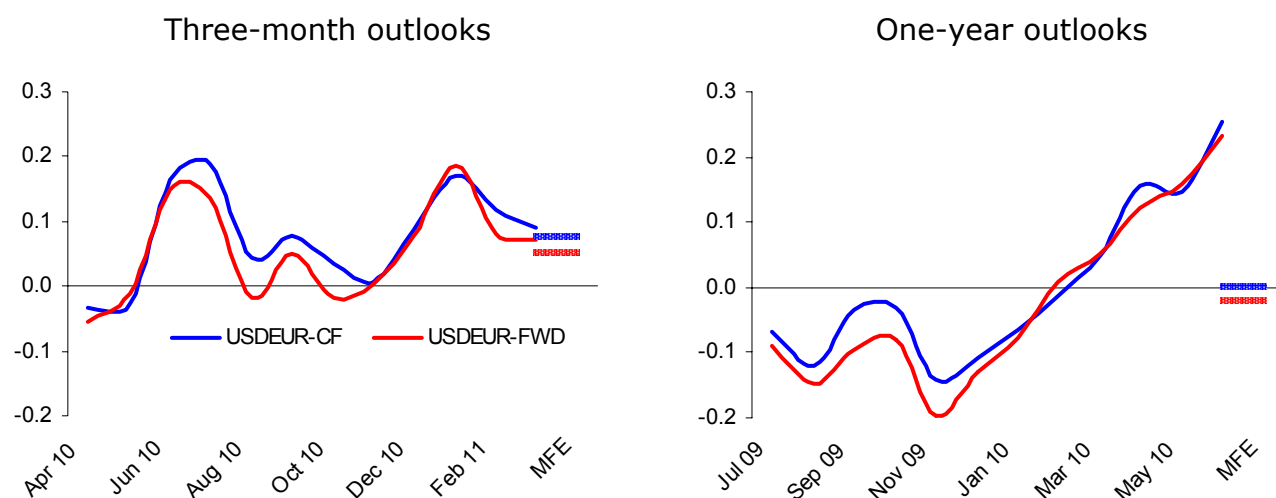 Three-month outlooks
0.3
0.2
0.1
0.0
-0.1
-0.2
USDEUR-CF
USDEUR-FWD
Apr 10
Jun 10
Aug 10
Oct 10
Dec 10
Feb 11
MFE
One-year outlooks
0.3
0.2
0.1
0.0
-0.1
-0.2
Jul 09
Sep 09
Nov 09
Jan 10
Mar 10
May 10
MFE